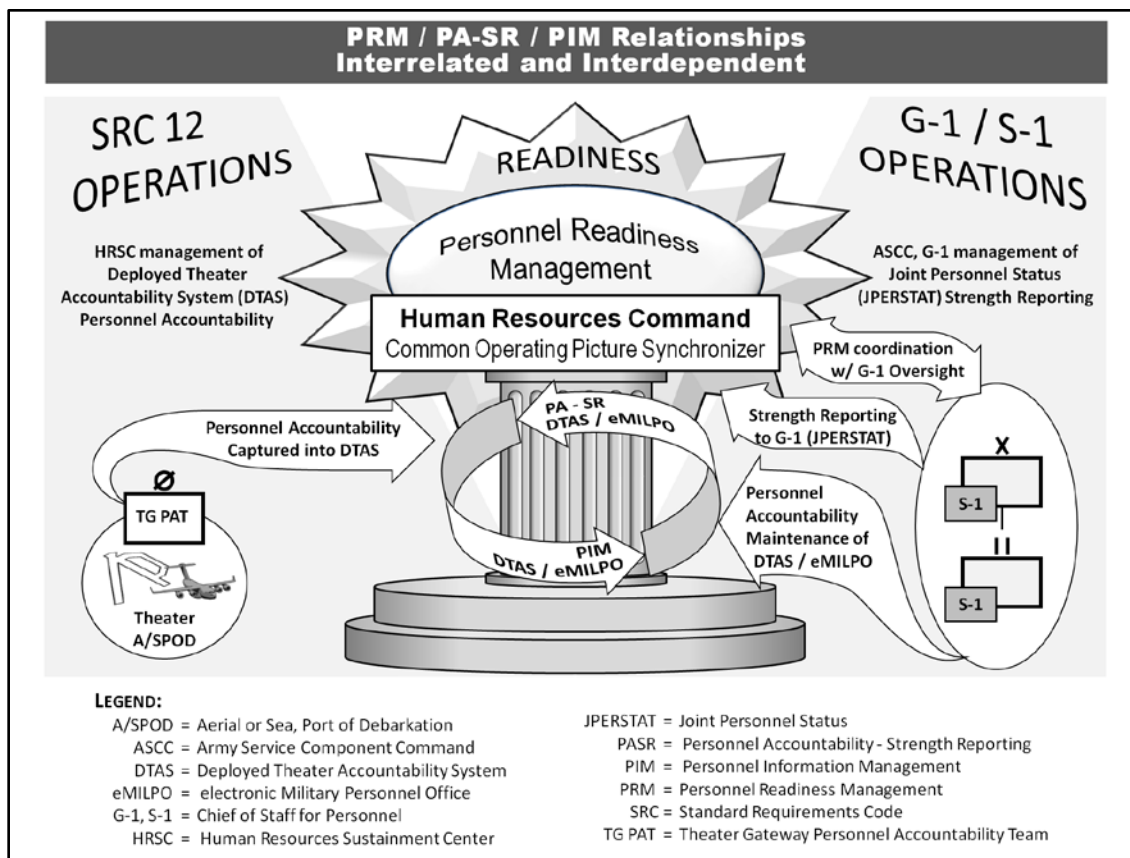 PRM / PA-SR / PIM Relationships
Interrelated and Interdependent
SRC 12
OPERATIONS
HRSC management of
Deployed Theater
Accountability System (DTAS)
Personnel Accountability
READINESS
Personnel Readiness
Management
Human Resources Command
Common Operating Picture Synchronizer
G-1 / S-1
OPERATIONS
ASCC, G-1 management of
Joint Personnel Status
(JPERSTAT) Strength Reporting
PRM coordination
w/ G-1 Oversight
Strength Reporting
to G-1 (JPERSTAT)
Personnel
Accountability
Maintenance of
DTAS / eMILPO
Personnel Accountability
Captured into DTAS
PA - SR
DTAS / eMILPO
PIM
DTAS / eMILPO
Ø
TG PAT
Theater
A/SPOD
X
S-1
II
S-1
LEGEND:
A/SPOD = Aerial or Sea, Port of Debarkation
ASCC = Army Service Component Command
DTAS = Deployed Theater Accountability System
eMILPO = electronic Military Personnel Office
G-1, S-1 = Chief of Staff for Personnel
HRSC = Human Resources Sustainment Center
JPERSTAT = Joint Personnel Status
PASR = Personnel Accountability - Strength Reporting
PIM = Personnel Information Management
PRM = Personnel Readiness Management
SRC = Standard Requirements Code
TG PAT = Theater Gateway Personnel Accountability Team